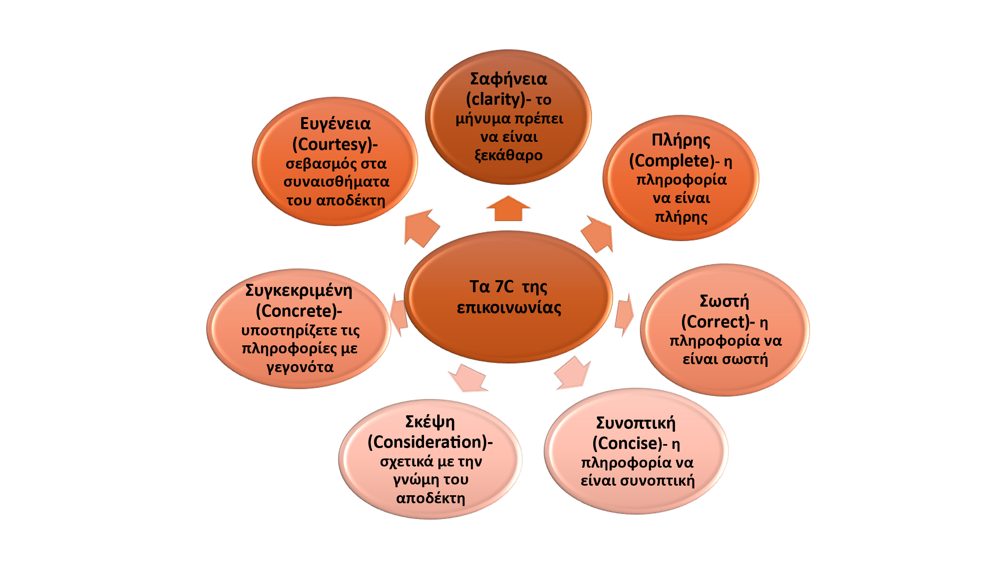 Σαφήνεια
(clarity)- το
μήνυμα πρέπει
να είναι
ξεκάθαρο
Πλήρης
(Complete)- η
πληροφορία
να είναι
πλήρης
Σωστή
(Correct)- η
πληροφορία να
είναι σωστή
Συνοπτική
(Concise)- η
πληροφορία να
είναι συνοπτική
Σκέψη
(Consideration)-
σχετικά με την
γνώμη του
αποδέκτη
Συγκεκριμένη
(Concrete)-
υποστηρίζετε τις
πληροφορίες με
γεγονότα
Ευγένεια
(Courtesy)-
σεβασμός στα
συναισθήματα
του αποδέκτη
Τα 7C  της
επικοινωνίας